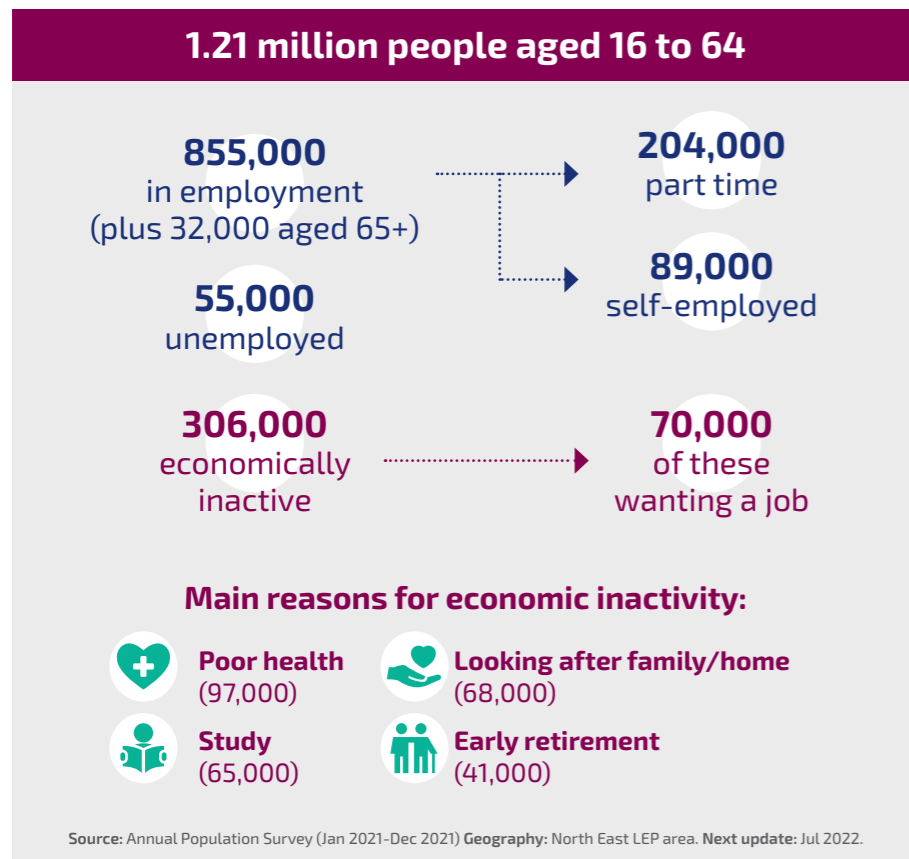 1.21 million people aged 16 to 64
855,000
in employment
(plus 32,000 aged 65+)
204,000
part time
89,000
self-employed
55,000
unemployed
306,000
economically
inactive
70,000
of these
wanting a job
Main reasons for economic inactivity:
Poor health
(97,000)
Looking after family/home
(68,000)
Study
(65,000)
Early retirement
(41,000)
Source: Annual Population Survey (Jan 2021-Dec 2021) Geography: North East LEP area. Next update: Jul 2022.